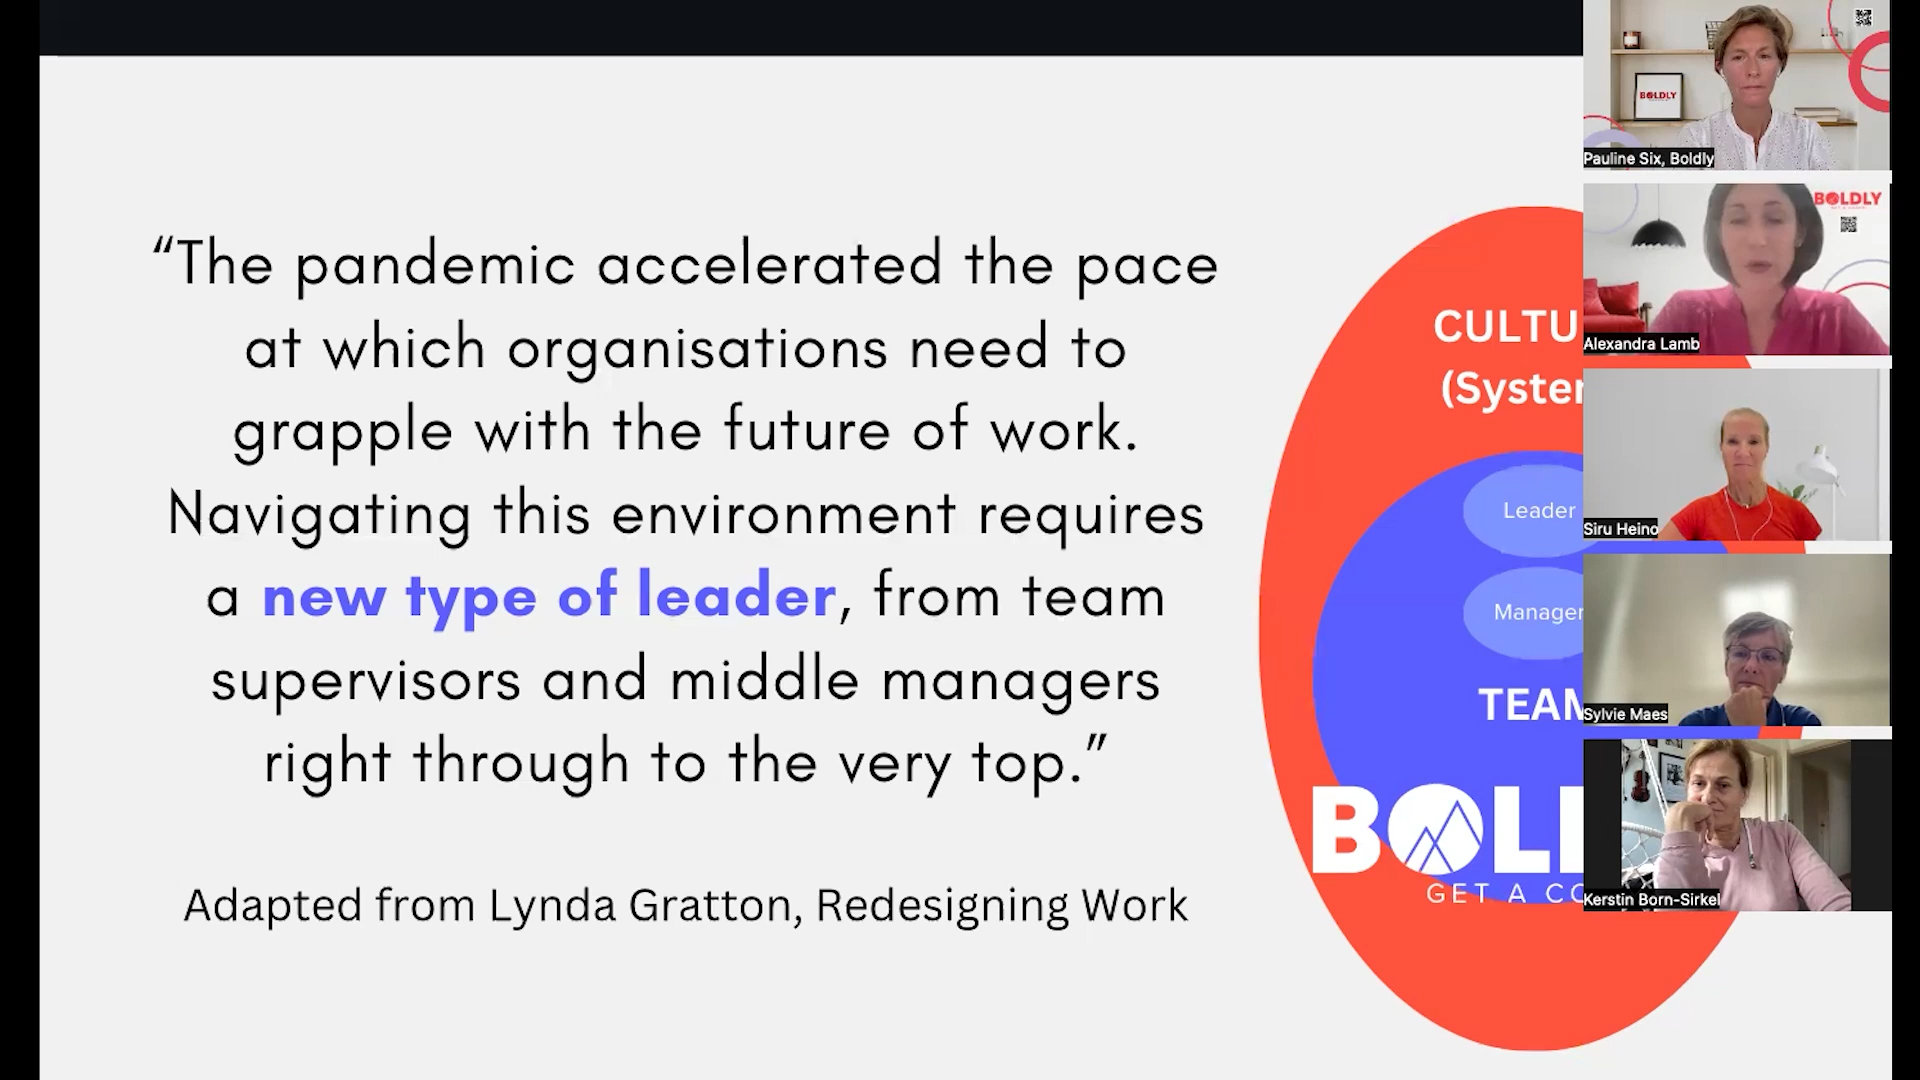 “The pandemic accelerated the pace
at which organisations need to
grapple with the future of work.
Navigating this environment requires
a new type of leader, from team
supervisors and middle managers
right through to the very top.”
Adapted from Lynda Gratton, Redesigning Work
CULTU
(System
Leader
Manager
TEAM
BOLD
GET A CO
BOLDLY
Pauline Six, Boldly
BOLDLY
Alexandra Lamb
Siru Heino
Sylvie Maes
Kerstin Born-Sirkel